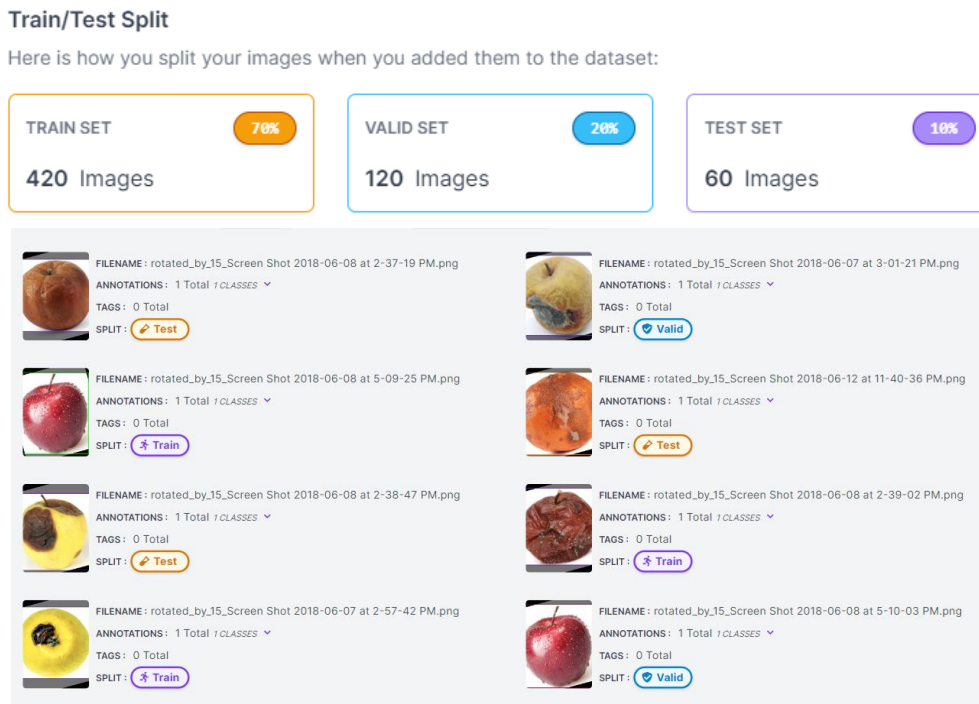 Train/Test Split
Here is how you split your images when you added them to the dataset:
TRAIN SET 70%
420 Images
VALID SET 20%
120 Images
TEST SET 10%
60 Images
FILENAME : rotated_by_15_Screen Shot 2018-06-08 at 2-37-19 PM.png
ANNOTATIONS : 1 Total 1 CLASSES
TAGS : 0 Total
SPLIT : Test
FILENAME : rotated_by_15_Screen Shot 2018-06-07 at 3-01-21 PM.png
ANNOTATIONS : 1 Total 1 CLASSES
TAGS : 0 Total
SPLIT : Valid
FILENAME : rotated_by_15_Screen Shot 2018-06-08 at 5-09-25 PM.png
ANNOTATIONS : 1 Total 1 CLASSES
TAGS : 0 Total
SPLIT : Train
FILENAME : rotated_by_15_Screen Shot 2018-06-12 at 11-40-36 PM.png
ANNOTATIONS : 1 Total 1 CLASSES
TAGS : 0 Total
SPLIT : Test
FILENAME : rotated_by_15_Screen Shot 2018-06-08 at 2-38-47 PM.png
ANNOTATIONS : 1 Total 1 CLASSES
TAGS : 0 Total
SPLIT : Test
FILENAME : rotated_by_15_Screen Shot 2018-06-08 at 2-39-02 PM.png
ANNOTATIONS : 1 Total 1 CLASSES
TAGS : 0 Total
SPLIT : Train
FILENAME : rotated_by_15_Screen Shot 2018-06-07 at 2-57-42 PM.png
ANNOTATIONS : 1 Total 1 CLASSES
TAGS : 0 Total
SPLIT : Train
FILENAME : rotated_by_15_Screen Shot 2018-06-08 at 5-10-03 PM.png
ANNOTATIONS : 1 Total 1 CLASSES
TAGS : 0 Total
SPLIT : Valid